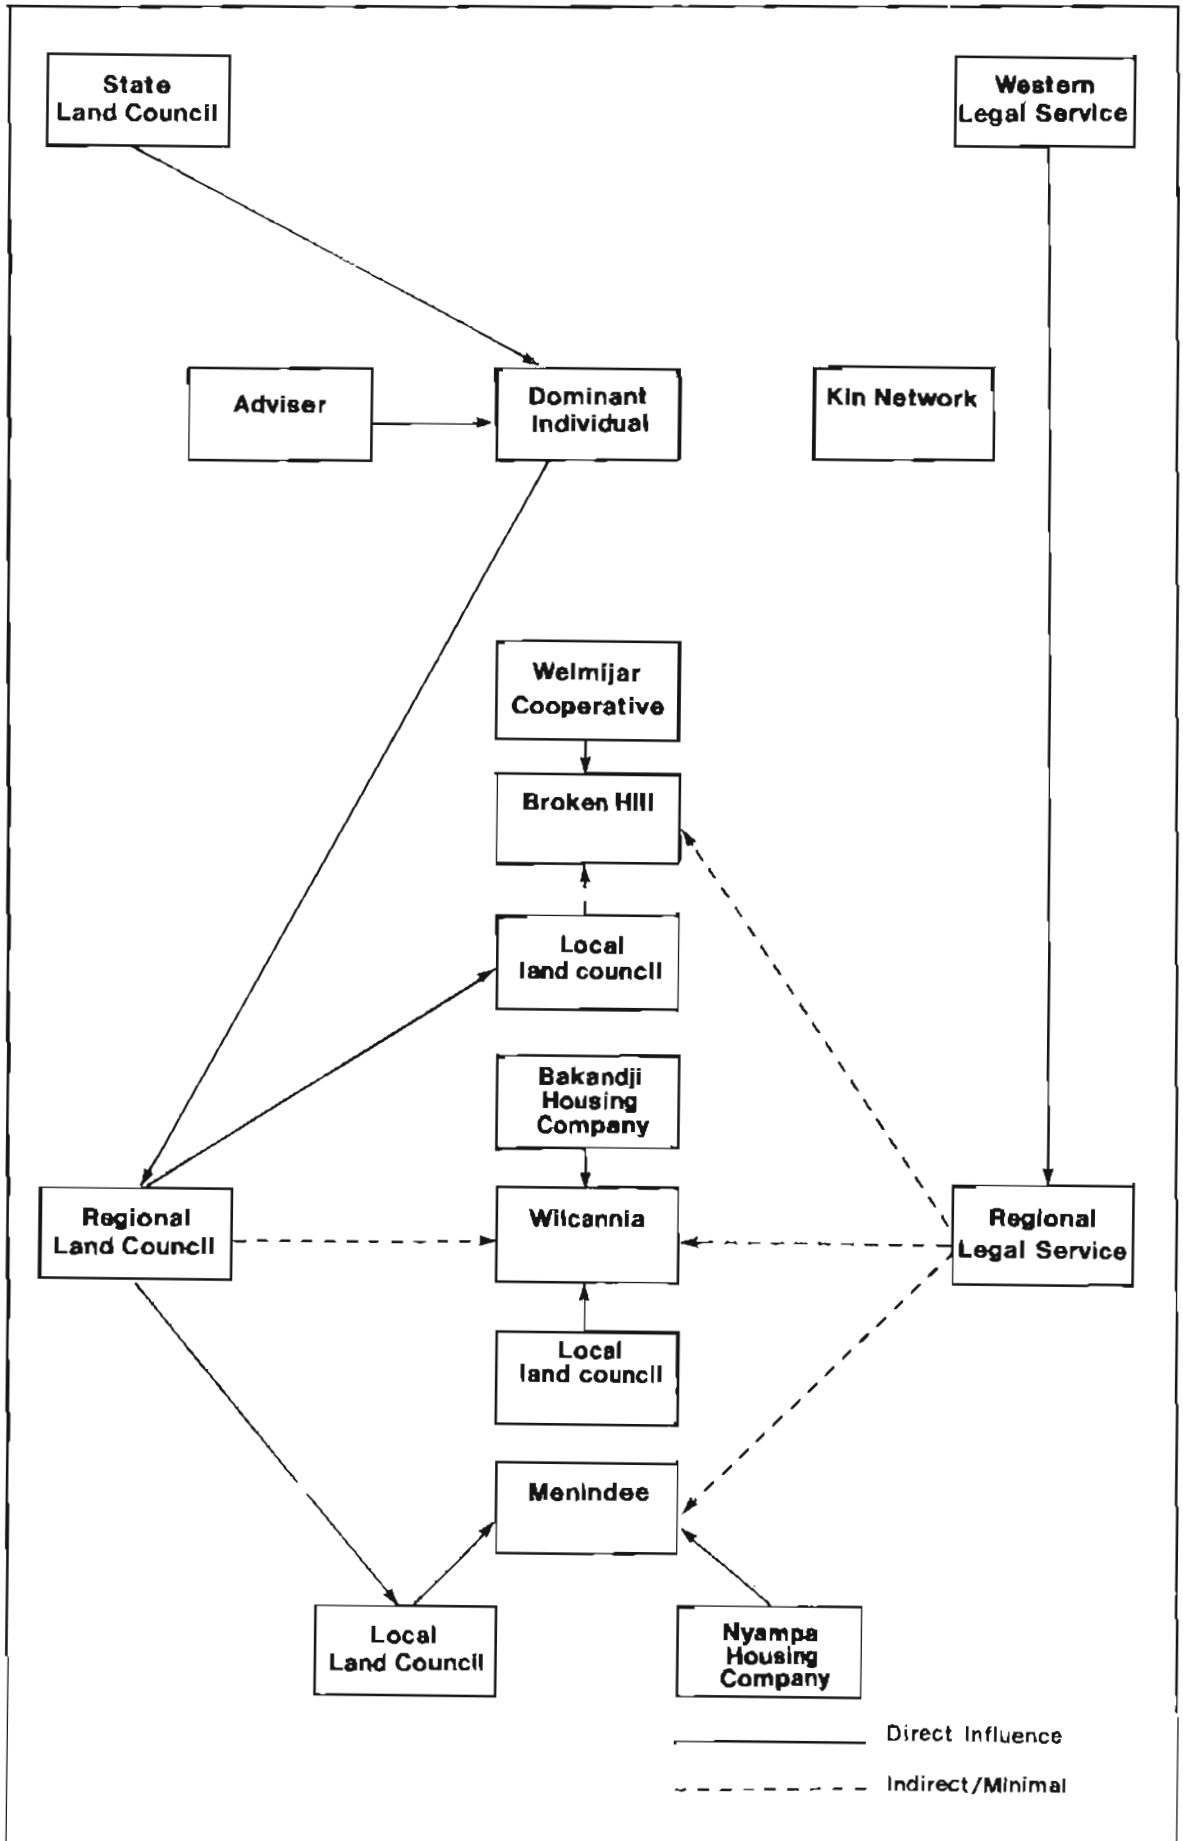 State
Land Council
Western
Legal Service
Adviser
Dominant
Individual
Kin Network
Welmijar
Cooperative
Broken Hill
Local
land council
Bakandji
Housing
Company
Regional
Land Council
Wilcannia
Regional
Legal Service
Local
land council
Menindee
Local
Land Council
Nyampa
Housing
Company
Direct Influence
Indirect/Minimal